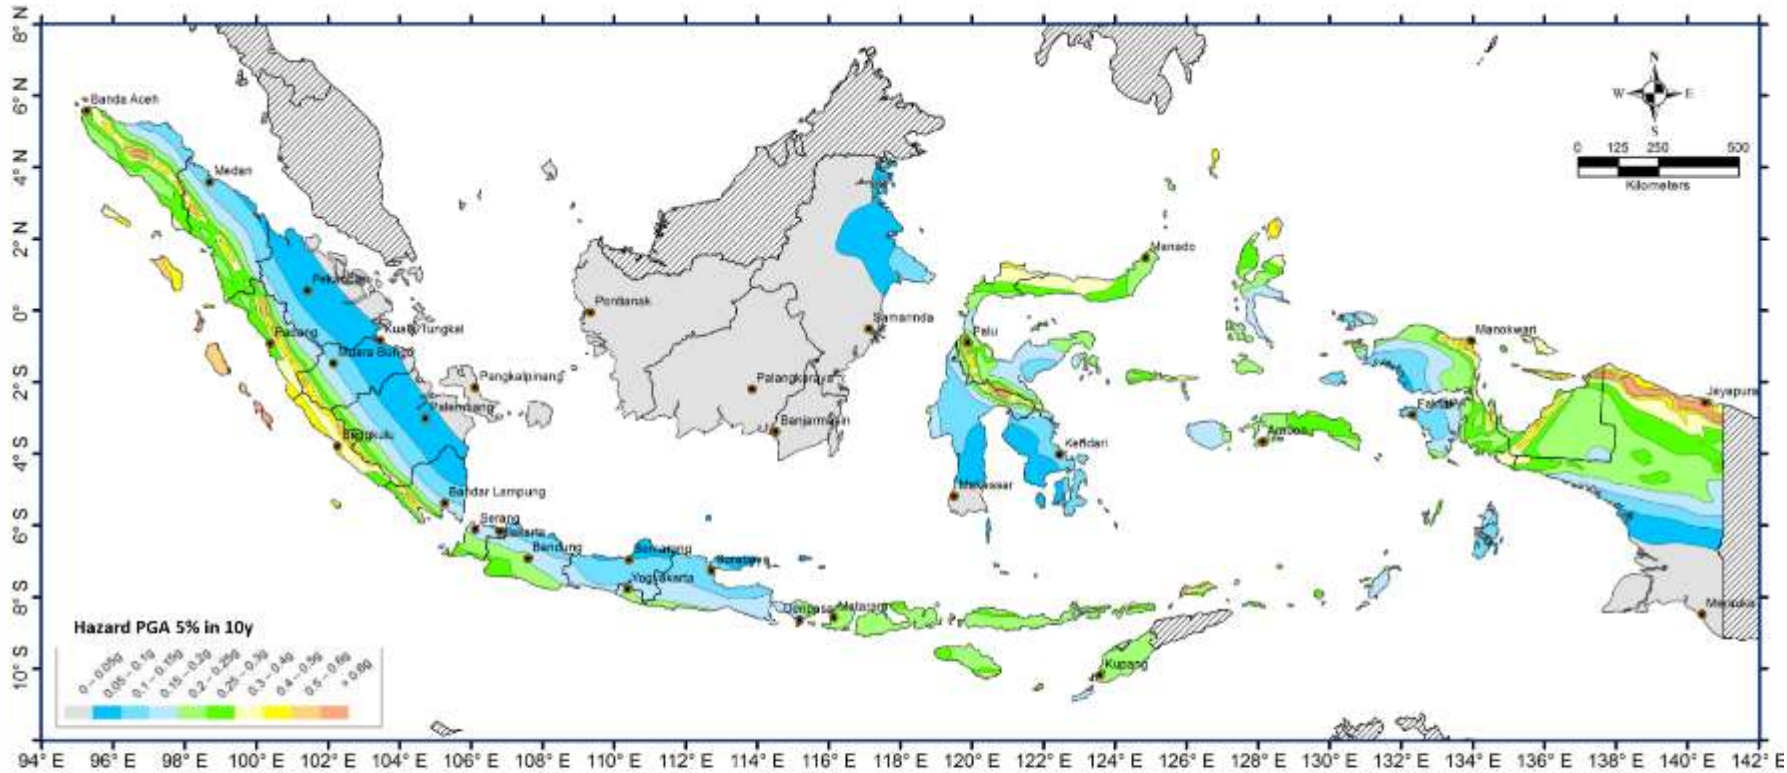 8° N
6° N
4° N
2° N
0°
2° S
4° S
6° S
8° S
10° S
N
W E
S
0 125 250 500
Kilometers
Banda Aceh
Medan
Pekanbaru
Kuala Tungkal
Padang
Muara Bungo
Pangkalpinang
Palembang
Bengkulu
Bandar Lampung
Serang
Jakarta
Bandung
Semarang
Surabaya
Yogyakarta
Denpasar
Mataram
Kupang
Pontianak
Samarinda
Palangkaraya
Banjarmasin
Manado
Palu
Kendari
Makassar
Ambon
Manokwari
Fakfak
Jayapura
Merauke
Hazard PGA 5% in 10y
0 – 0.05g
0.05 – 0.1g
0.1 – 0.15g
0.15 – 0.2g
0.2 – 0.25g
0.25 – 0.3g
0.3 – 0.4g
0.4 – 0.5g
0.5 – 0.6g
> 0.6g
94° E 96° E 98° E 100° E 102° E 104° E 106° E 108° E 110° E 112° E 114° E 116° E 118° E 120° E 122° E 124° E 126° E 128° E 130° E 132° E 134° E 136° E 138° E 140° E 142° E